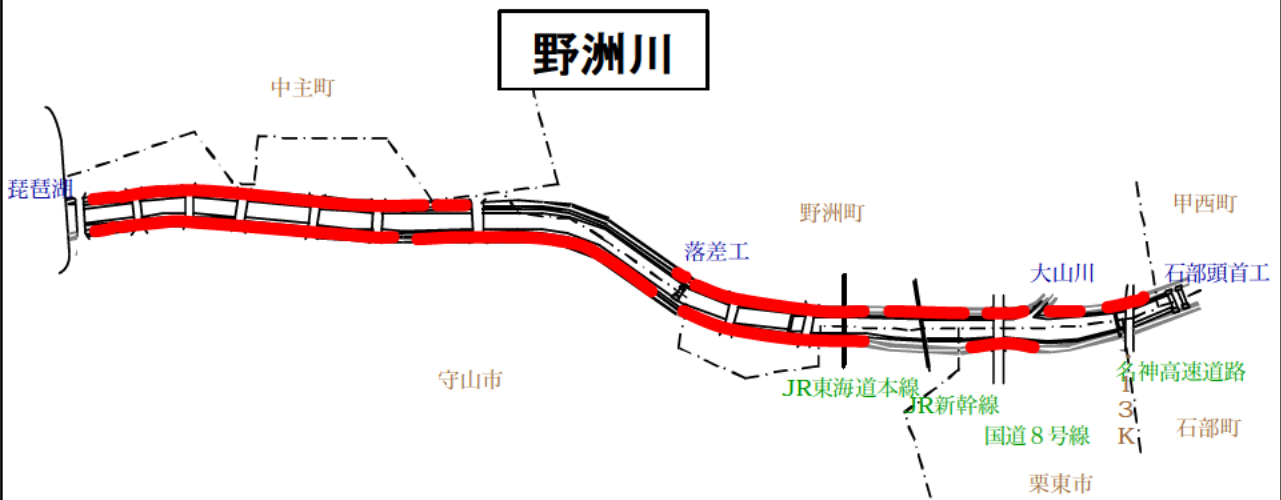 野洲川
中主町
琵琶湖
野洲町
甲西町
落差工
大山川
石部頭首工
守山市
JR東海道本線
JR新幹線
国道８号線
名神高速道路
13K
石部町
栗東市